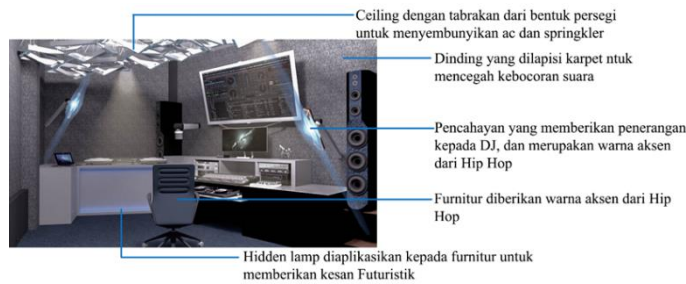 Ceiling dengan tabrakan dari bentuk persegi
untuk menyembunyikan ac dan springkler
Dinding yang dilapisi karpet ntuk
mencegah kebocoran suara
Pencahayan yang memberikan penerangan
kepada DJ, dan merupakan warna aksen
dari Hip Hop
Furnitur diberikan warna aksen dari Hip
Hop
Hidden lamp diaplikasikan kepada furnitur untuk
memberikan kesan Futuristik